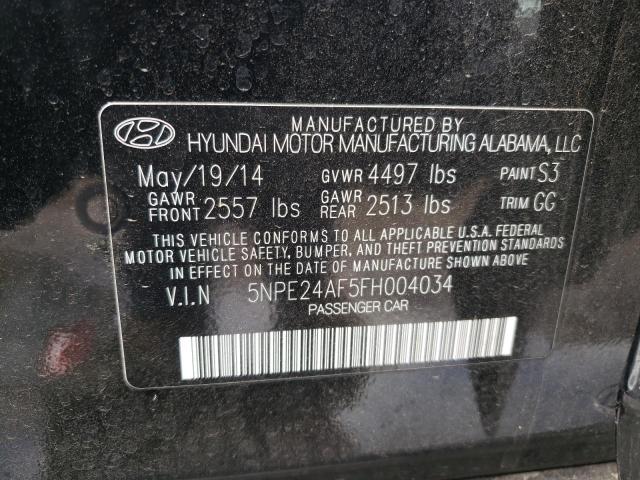 MANUFACTURED BY
HYUNDAI MOTOR MANUFACTURING ALABAMA, LLC
May/19/14 GVWR 4497 lbs PAINT S3
GAWR FRONT 2557 lbs GAWR REAR 2513 lbs TRIM GG
THIS VEHICLE CONFORMS TO ALL APPLICABLE U.S.A. FEDERAL
MOTOR VEHICLE SAFETY, BUMPER, AND THEFT PREVENTION STANDARDS
IN EFFECT ON THE DATE OF MANUFACTURE SHOWN ABOVE.
V.I.N 5NPE24AF5FH004034
PASSENGER CAR